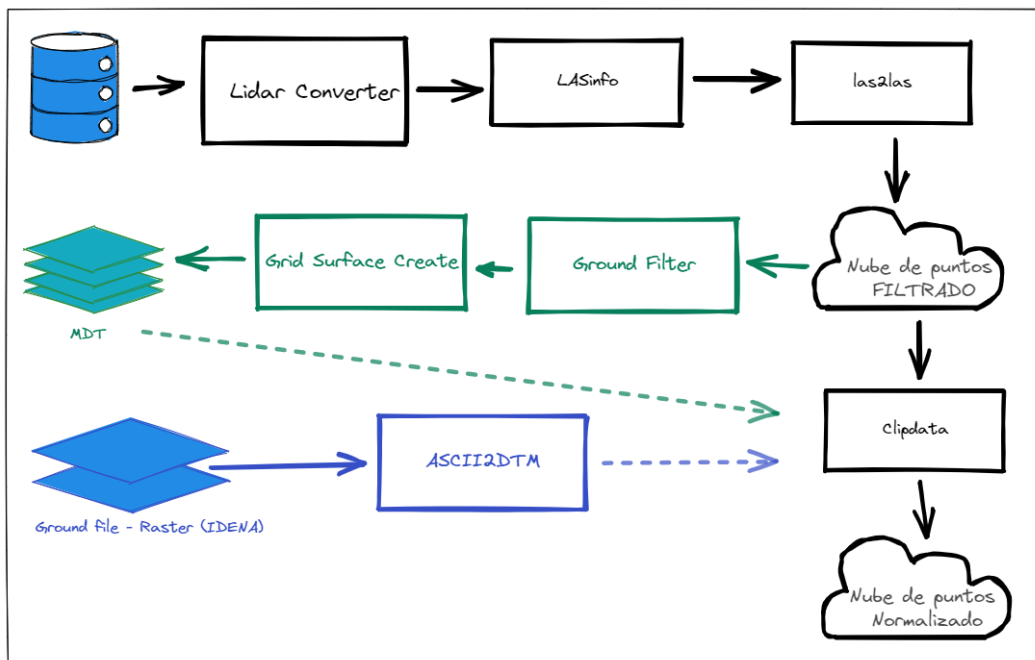 Lidar Converter
LASinfo
las2las
Grid Surface Create
Ground Filter
Nube de puntos
FILTRADO
MDT
Clipdata
ASCII2DTM
Ground file - Raster (IDENA)
Nube de puntos
Normalizado